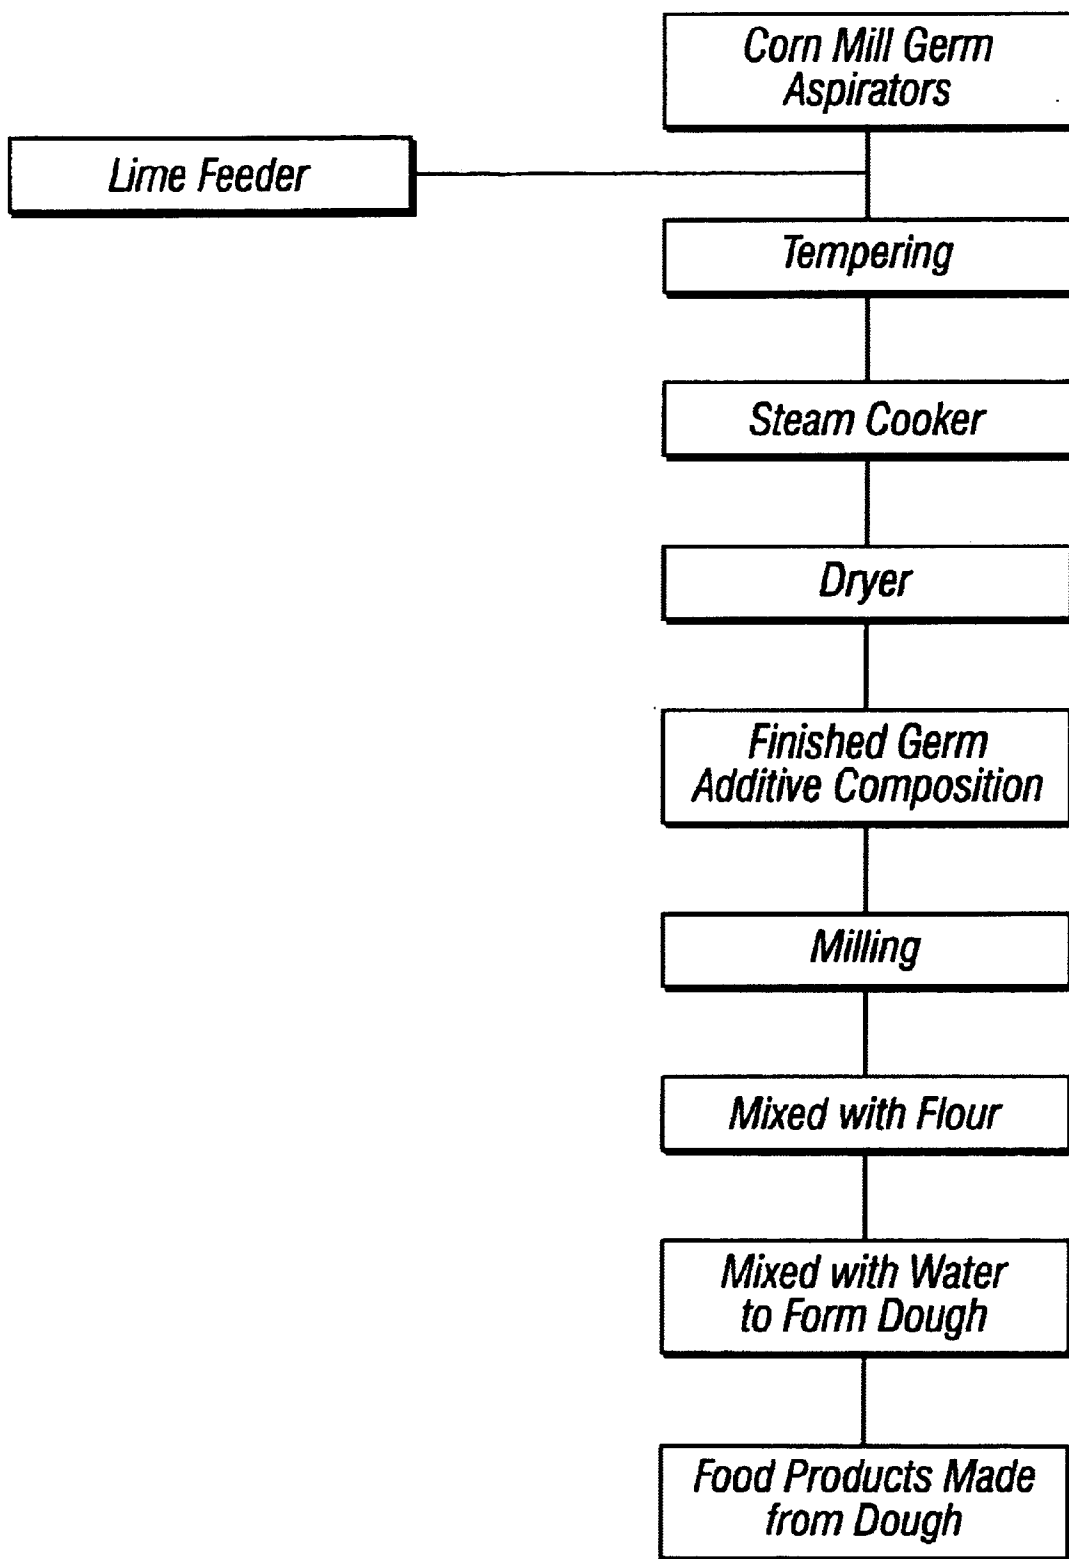 Corn Mill Germ
Aspirators
Lime Feeder
Tempering
Steam Cooker
Dryer
Finished Germ
Additive Composition
Milling
Mixed with Flour
Mixed with Water
to Form Dough
Food Products Made
from Dough